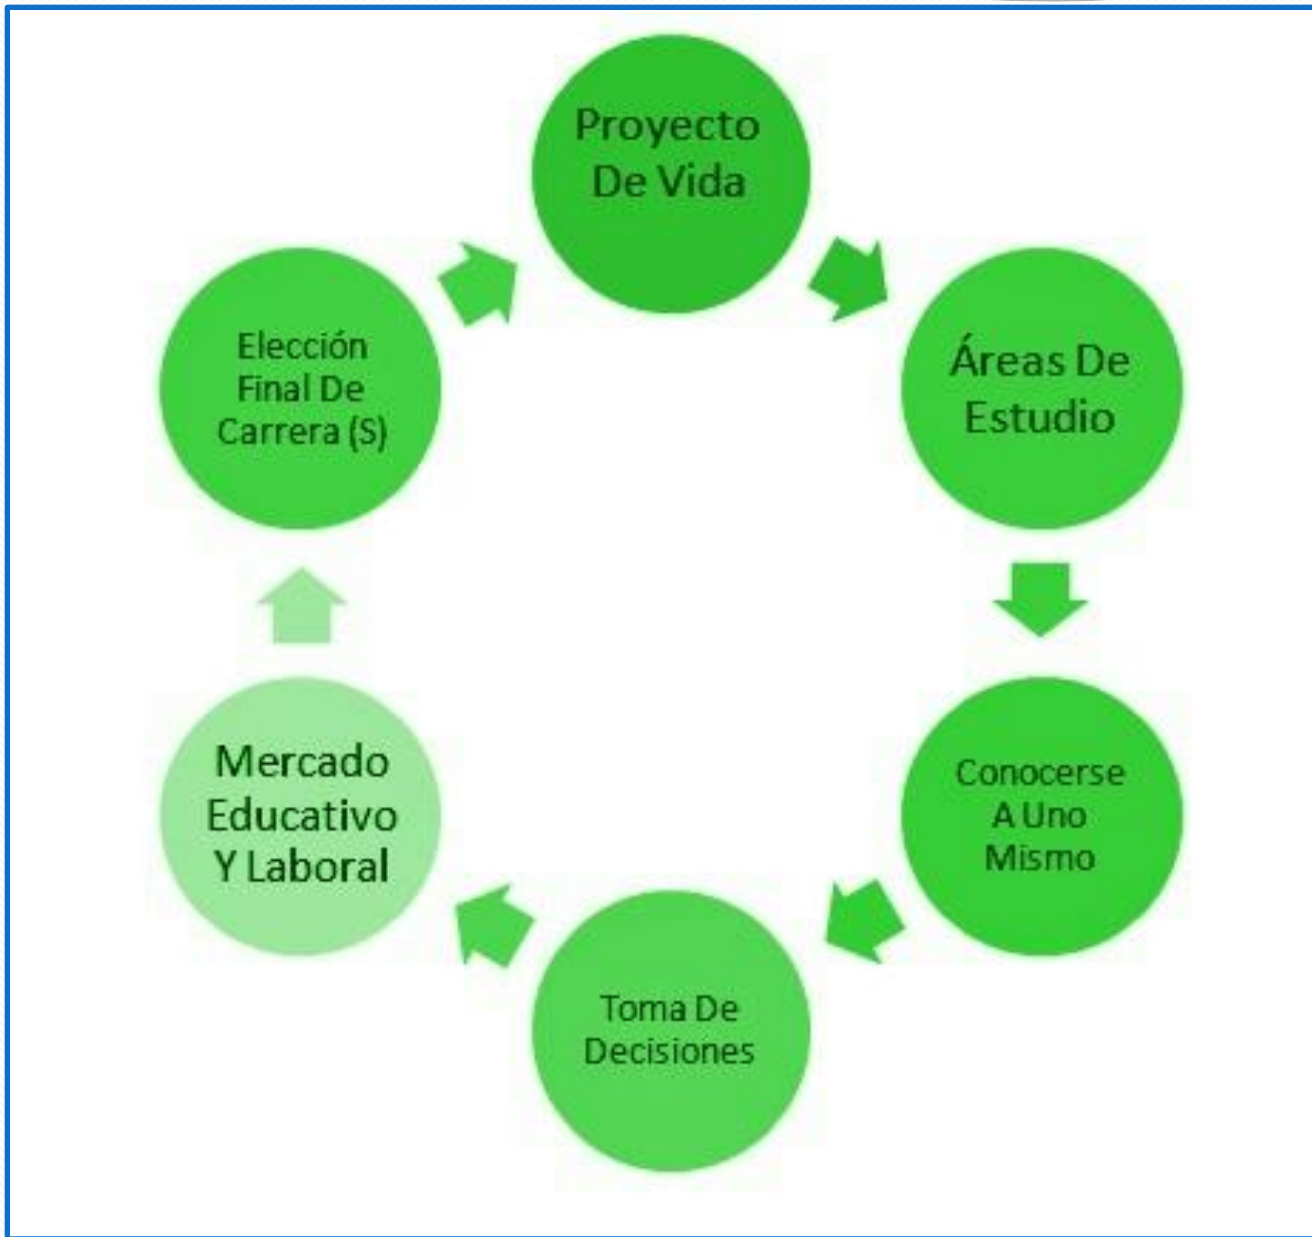 Proyecto
De Vida
Áreas De
Estudio
Conocerse
A Uno
Mismo
Toma De
Decisiones
Mercado
Educativo
Y Laboral
Elección
Final De
Carrera (S)